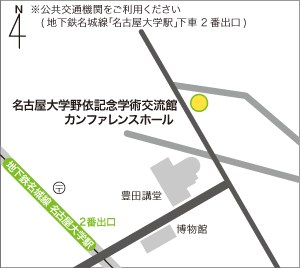 N
※公共交通機関をご利用ください
(地下鉄名城線「名古屋大学駅」下車 2 番出口)
名古屋大学野依記念学術交流館
カンファレンスホール
地下鉄名城線 名古屋大学駅
〒
2番出口
豊田講堂
博物館